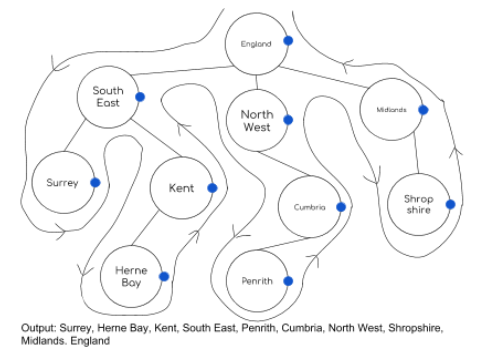 England
South
East
North
West
Midlands
Surrey
Kent
Cumbria
Shrop
shire
Herne
Bay
Penrith
Output: Surrey, Herne Bay, Kent, South East, Penrith, Cumbria, North West, Shropshire,
Midlands. England